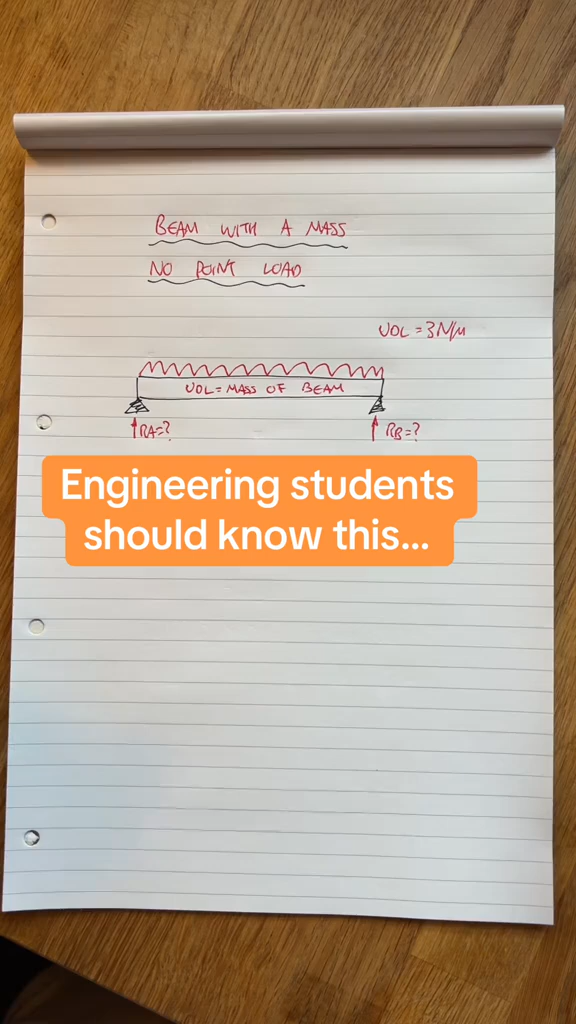 BEAM WITH A MASS
NO POINT LOAD
UDL = 3N/M
UDL = MASS OF BEAM
RA=?
RB=?
Engineering students
should know this...